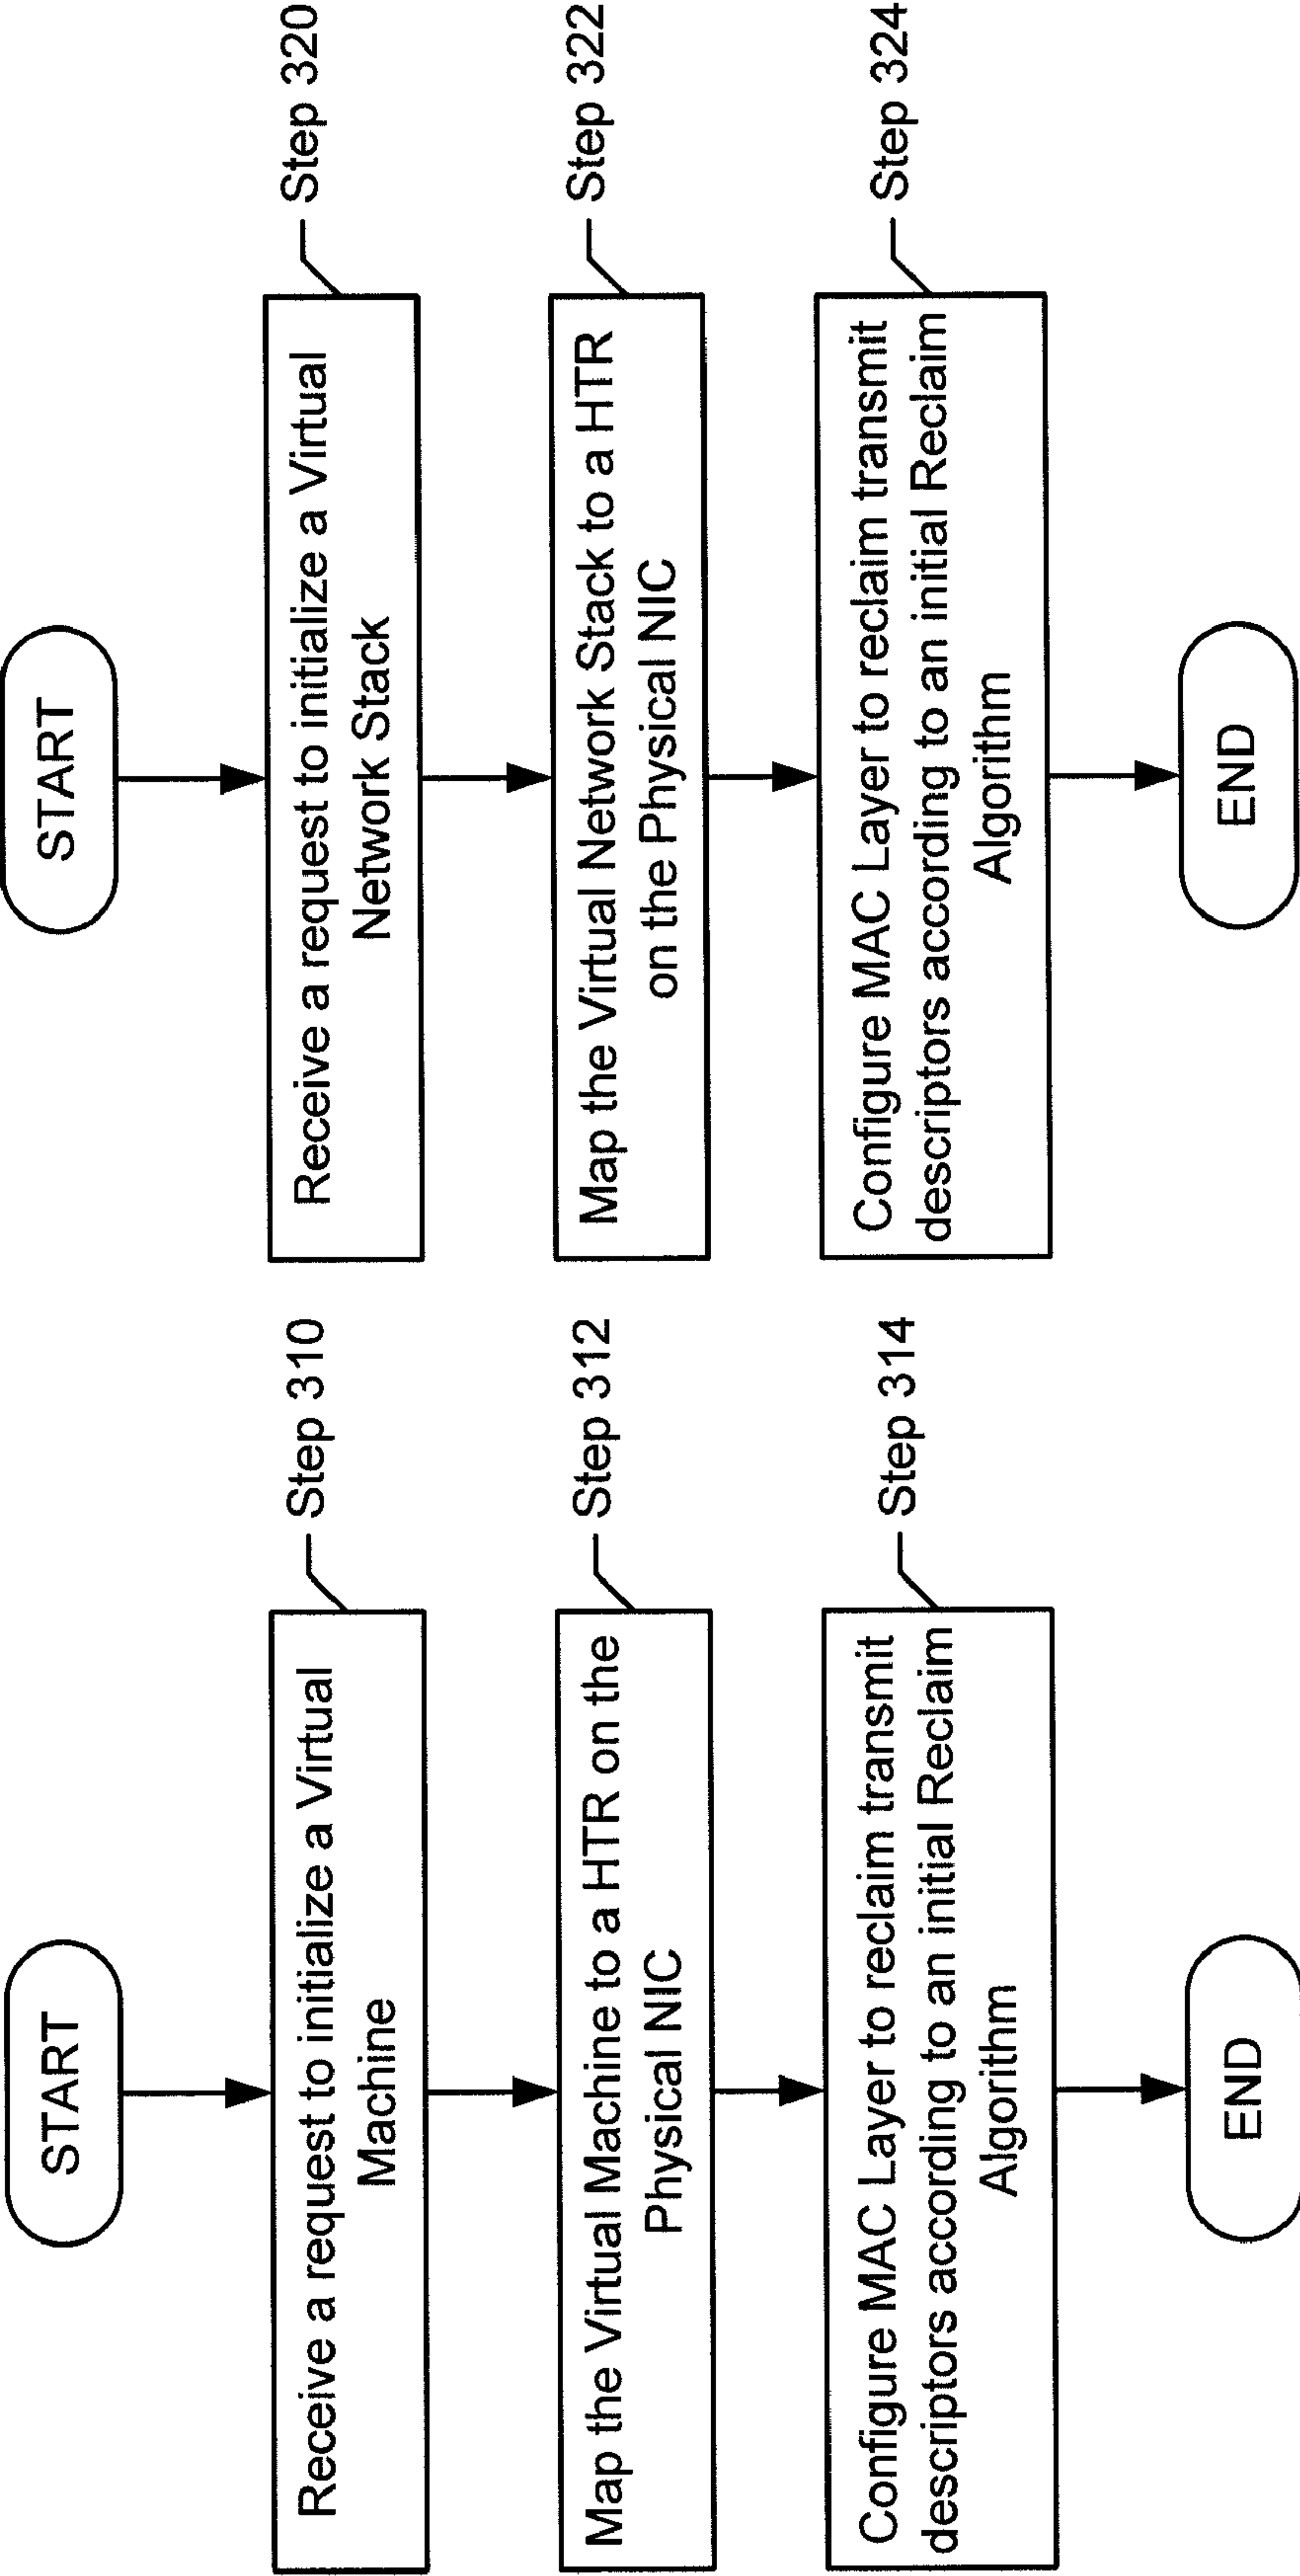 START
Receive a request to initialize a Virtual
Machine
Step 310
Map the Virtual Machine to a HTR on the
Physical NIC
Step 312
Configure MAC Layer to reclaim transmit
descriptors according to an initial Reclaim
Algorithm
Step 314
END
START
Receive a request to initialize a Virtual
Network Stack
Step 320
Map the Virtual Network Stack to a HTR
on the Physical NIC
Step 322
Configure MAC Layer to reclaim transmit
descriptors according to an initial Reclaim
Algorithm
Step 324
END